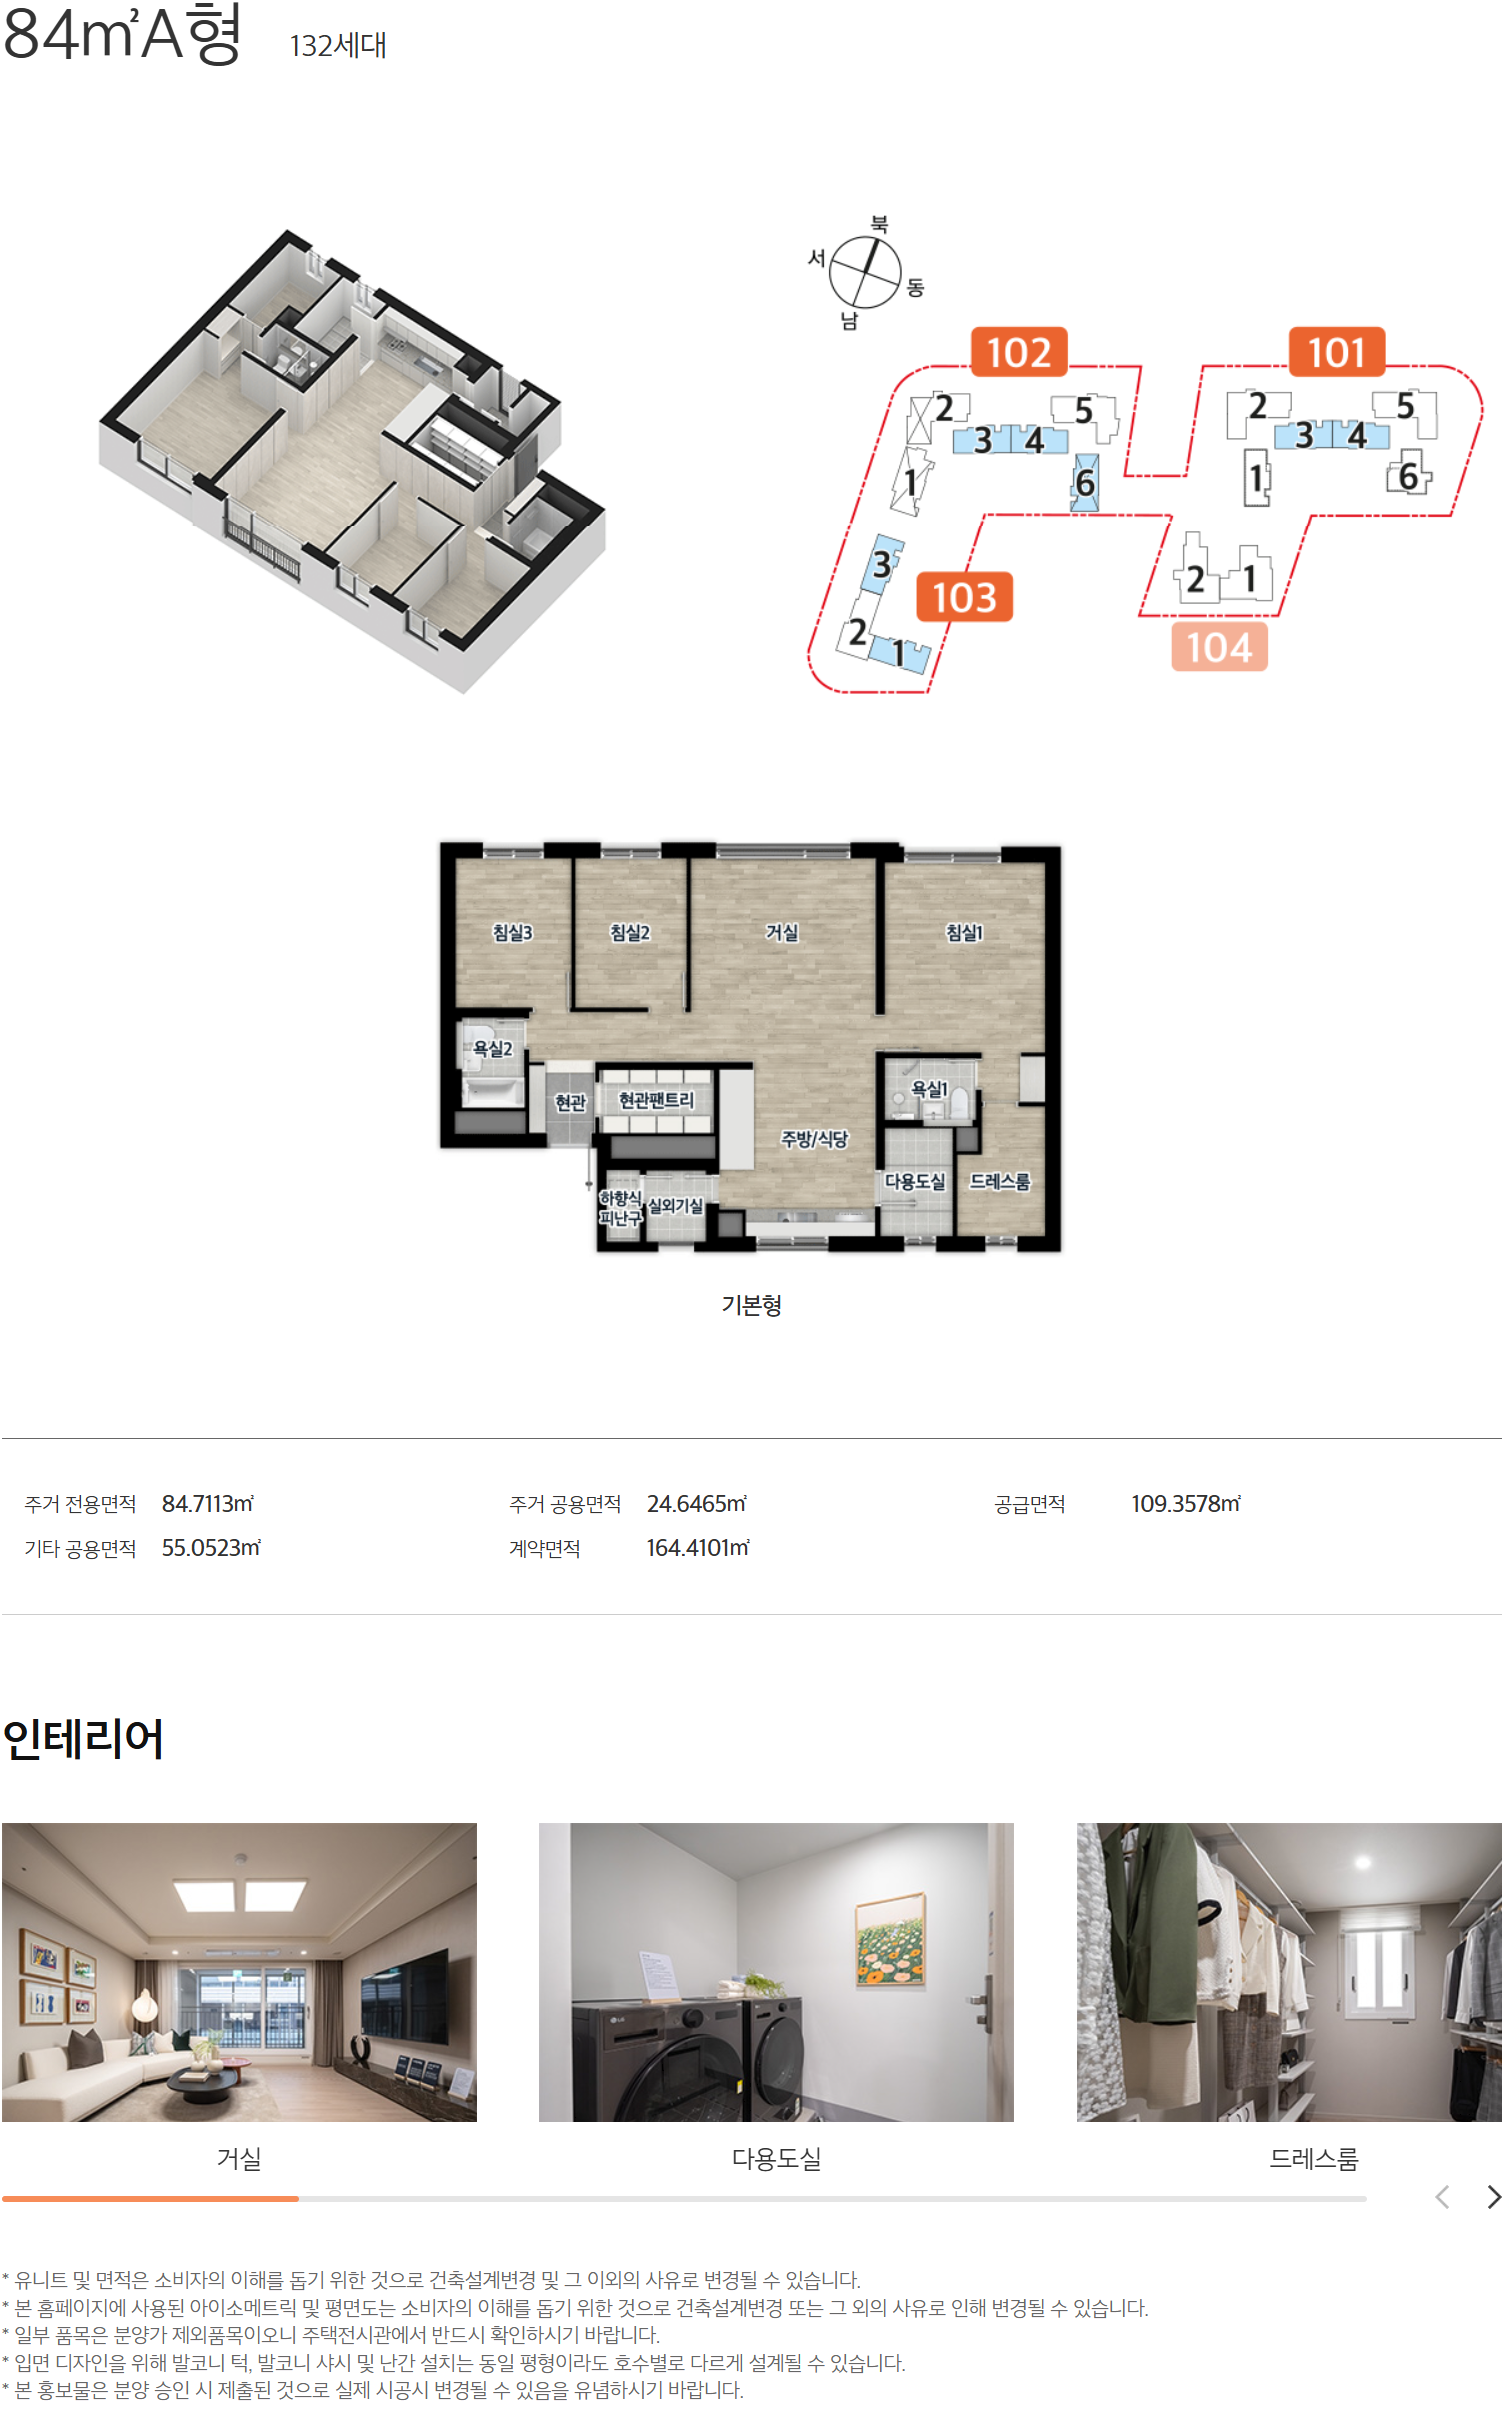 84㎡A형 132세대
북
서
동
남
102
101
2
5
3 4
1
6
2
5
3 4
1
6
3
103
2
1
2 1
104
침실3
침실2
거실
침실1
욕실2
현관
현관팬트리
욕실1
주방/식당
다용도실
드레스룸
하향식
피난구
실외기실
기본형
주거 전용면적 84.7113㎡
주거 공용면적 24.6465㎡
공급면적 109.3578㎡
기타 공용면적 55.0523㎡
계약면적 164.4101㎡
인테리어
LG
거실
다용도실
드레스룸
* 유니트 및 면적은 소비자의 이해를 돕기 위한 것으로 건축설계변경 및 그 이외의 사유로 변경될 수 있습니다.
* 본 홈페이지에 사용된 아이소메트릭 및 평면도는 소비자의 이해를 돕기 위한 것으로 건축설계변경 또는 그 외의 사유로 인해 변경될 수 있습니다.
* 일부 품목은 분양가 제외품목이오니 주택전시관에서 반드시 확인하시기 바랍니다.
* 입면 디자인을 위해 발코니 턱, 발코니 샤시 및 난간 설치는 동일 평형이라도 호수별로 다르게 설계될 수 있습니다.
* 본 홍보물은 분양 승인 시 제출된 것으로 실제 시공시 변경될 수 있음을 유념하시기 바랍니다.